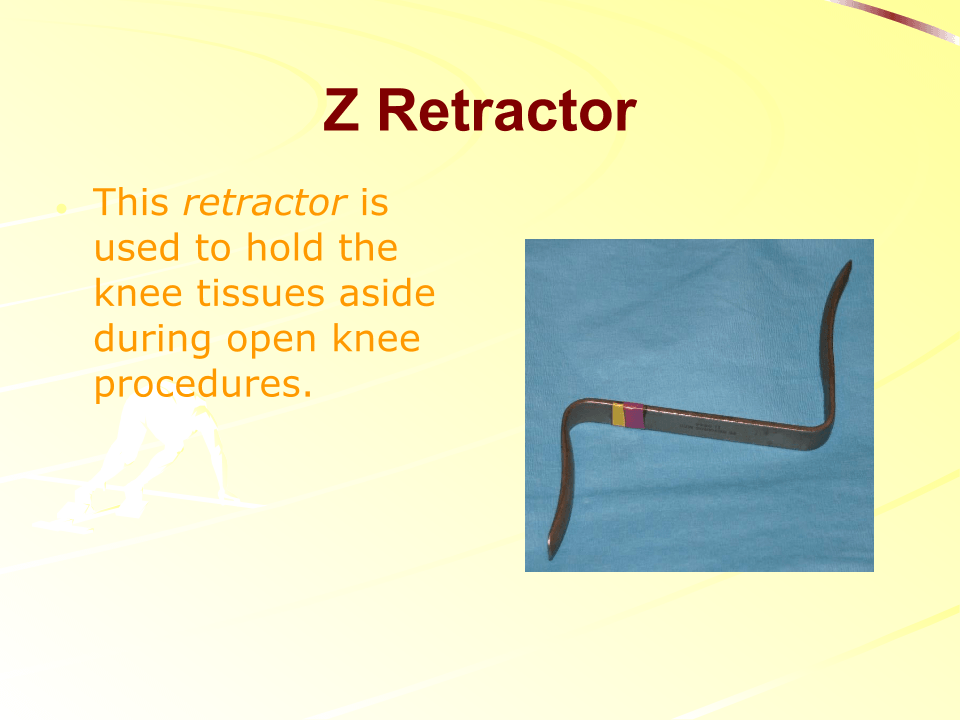 Z Retractor
This retractor is
used to hold the
knee tissues aside
during open knee
procedures.